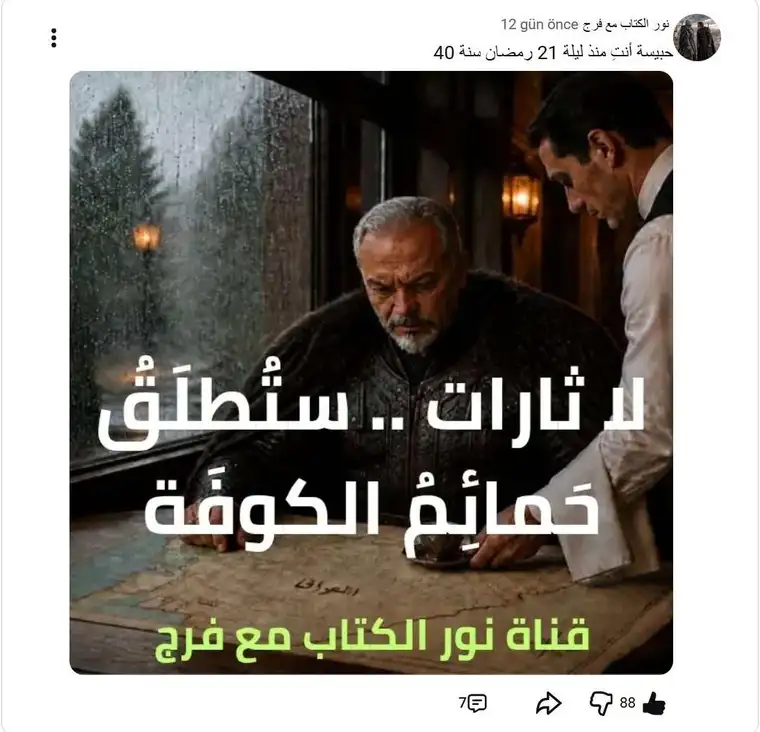 نور الكتاب مع فرج 12 gün önce
حبيسة أنتِ منذ ليلة 21 رمضان سنة 40
لا ثارات .. ستُطلَقُ
حَمائِمُ الكوفَة
العراق
قناة نور الكتاب مع فرج
88
7